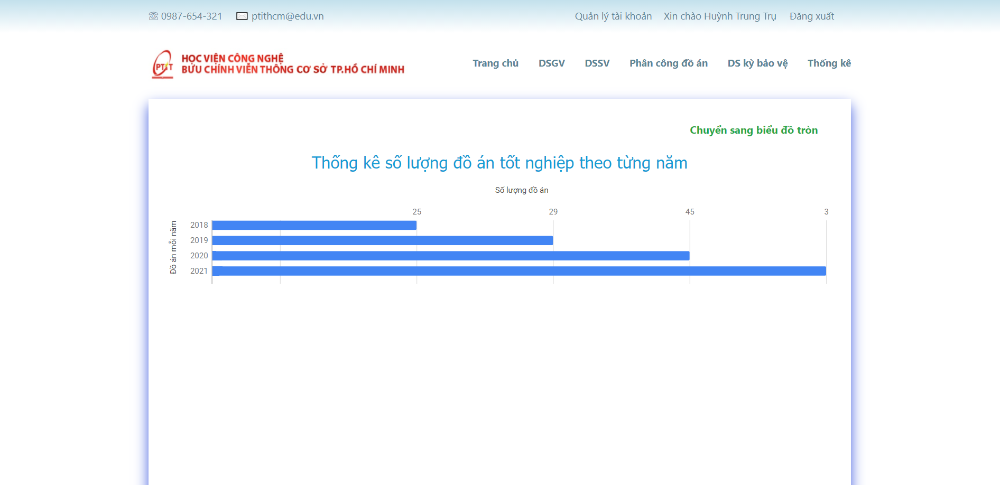 0987-654-321 ptithcm@edu.vn Quản lý tài khoản Xin chào Huỳnh Trung Trụ Đăng xuất
PTIT
HỌC VIỆN CÔNG NGHỆ
BƯU CHÍNH VIỄN THÔNG CƠ SỞ TP.HỒ CHÍ MINH
Trang chủ DSGV DSSV Phân công đồ án DS kỳ bảo vệ Thống kê
Chuyển sang biểu đồ tròn
Thống kê số lượng đồ án tốt nghiệp theo từng năm
Số lượng đồ án
25 29 45 3
Đồ án mỗi năm
2018
2019
2020
2021